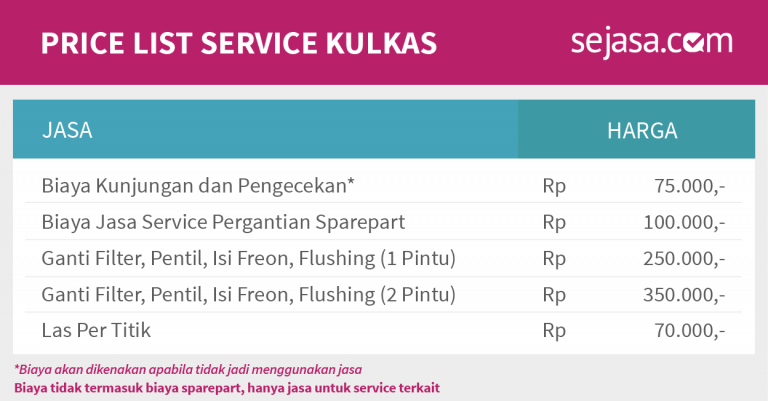 PRICE LIST SERVICE KULKAS
sejasa.com
JASA HARGA
Biaya Kunjungan dan Pengecekan* Rp 75.000,-
Biaya Jasa Service Pergantian Sparepart Rp 100.000,-
Ganti Filter, Pentil, Isi Freon, Flushing (1 Pintu) Rp 250.000,-
Ganti Filter, Pentil, Isi Freon, Flushing (2 Pintu) Rp 350.000,-
Las Per Titik Rp 70.000,-
*Biaya akan dikenakan apabila tidak jadi menggunakan jasa
Biaya tidak termasuk biaya sparepart, hanya jasa untuk service terkait